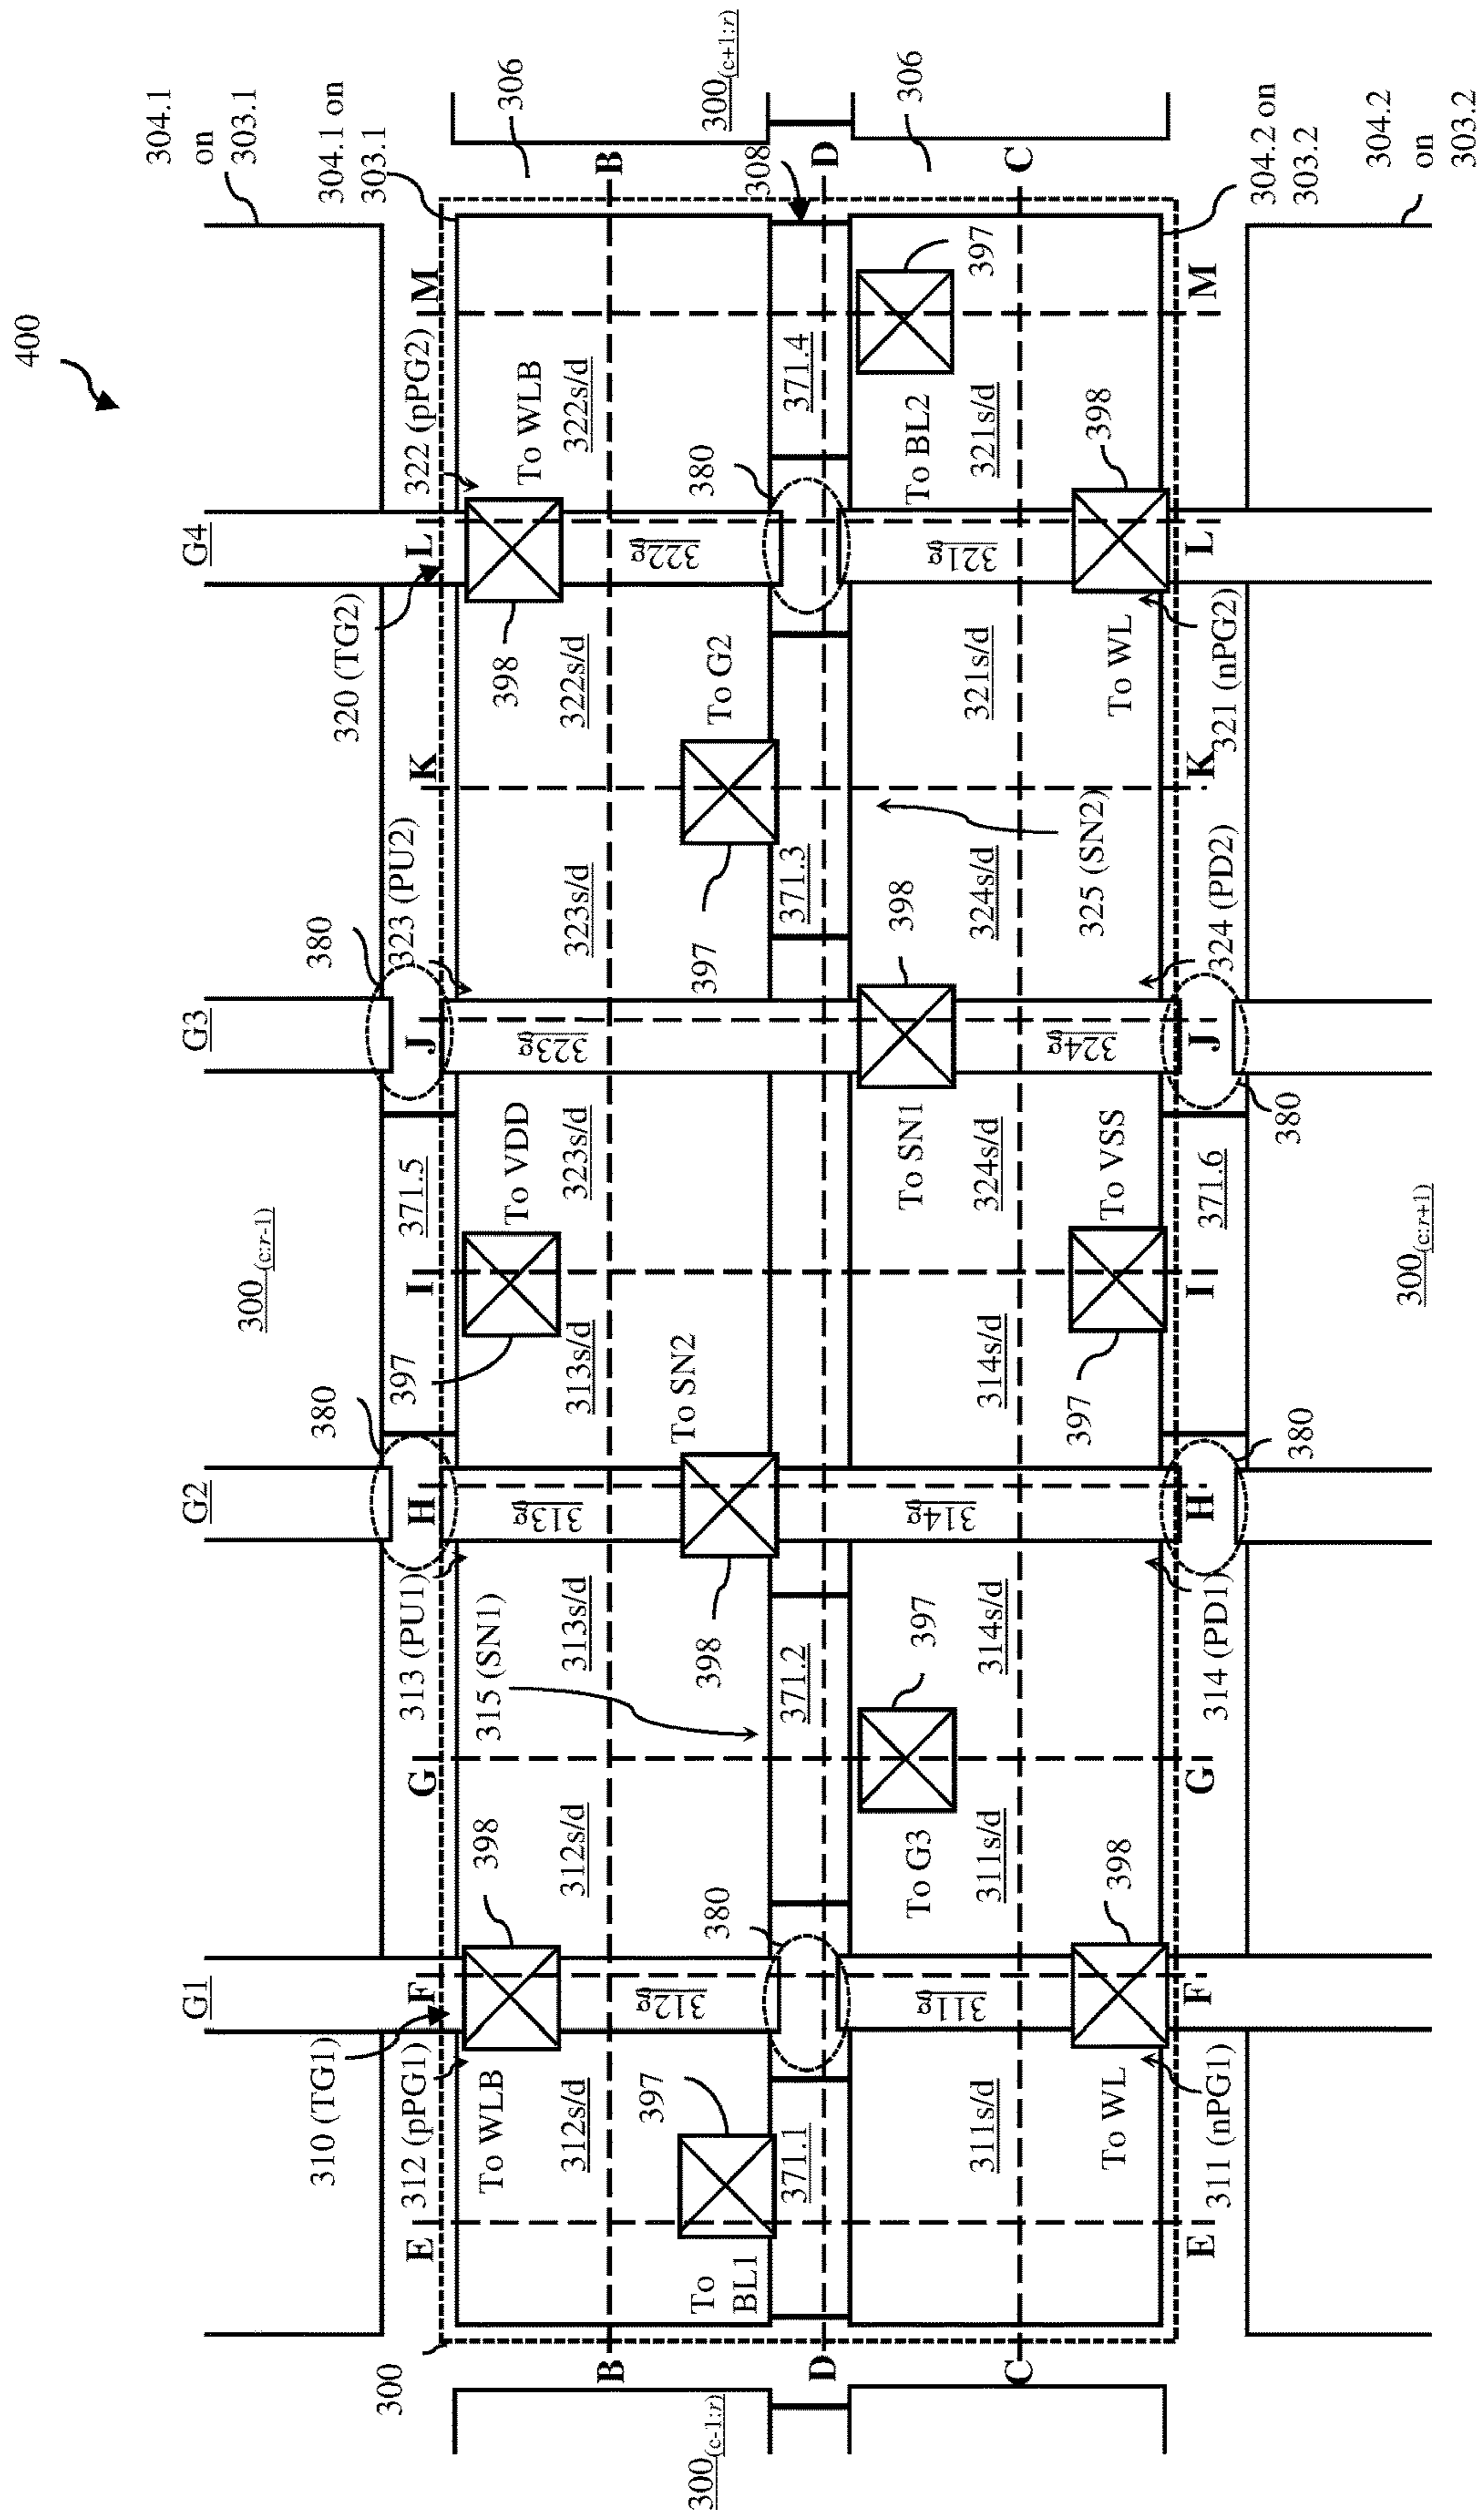 400
304.1
on
303.1
G1
G2
G3
G4
300(c:r-1)
310 (TG1)
380
380
320 (TG2)
304.1 on
303.1
300
312 (pPG1)
313 (PU1)
397
371.5
323 (PU2)
322 (pPG2)
E
F
G
H
I
J
K
L
M
To WLB
398
315 (SN1)
To VDD
398
To WLB
306
312s/d
312s/d
313s/d
313s/d
323s/d
323s/d
322s/d
322s/d
313g
323g
B
B
397
312g
322g
To
BL1
380
398
To SN2
397
To G2
380
300(c-1:r)
300(c+1:r)
308
371.1
371.2
371.3
371.4
D
D
To G3
397
To SN1
398
To BL2
397
306
311g
314g
321g
311s/d
311s/d
314s/d
314s/d
324s/d
324s/d
321s/d
321s/d
C
C
324g
To WL
398
397
To VSS
325 (SN2)
To WL
398
E
F
G
H
I
J
K
L
M
311 (nPG1)
314 (PD1)
371.6
324 (PD2)
321 (nPG2)
380
380
304.2 on
303.2
300(c:r+1)
304.2
on
303.2